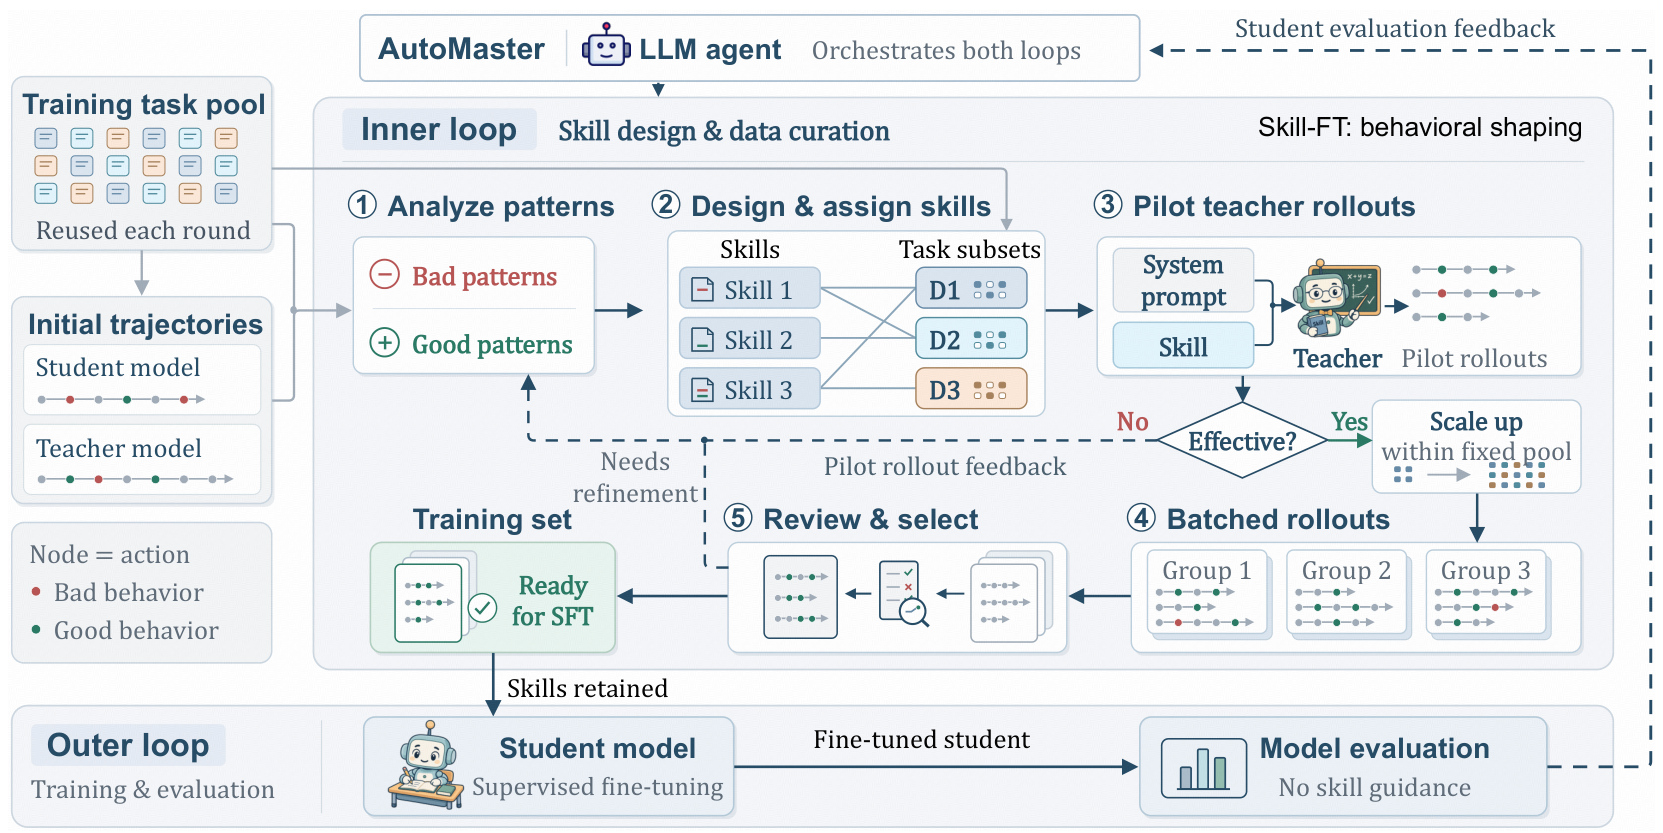 AutoMaster
LLM agent
Orchestrates both loops
Student evaluation feedback
Training task pool
Reused each round
Initial trajectories
Student model
Teacher model
Node = action
Bad behavior
Good behavior
Inner loop
Skill design & data curation
Skill-FT: behavioral shaping
① Analyze patterns
Bad patterns
Good patterns
② Design & assign skills
Skills
Task subsets
Skill 1
D1
Skill 2
D2
Skill 3
D3
③ Pilot teacher rollouts
System
prompt
Skill
Teacher
Pilot rollouts
No
Effective?
Yes
Scale up
within fixed pool
Pilot rollout feedback
Needs
refinement
④ Batched rollouts
Group 1
Group 2
Group 3
⑤ Review & select
Training set
Ready
for SFT
Skills retained
Outer loop
Training & evaluation
Student model
Supervised fine-tuning
Fine-tuned student
Model evaluation
No skill guidance